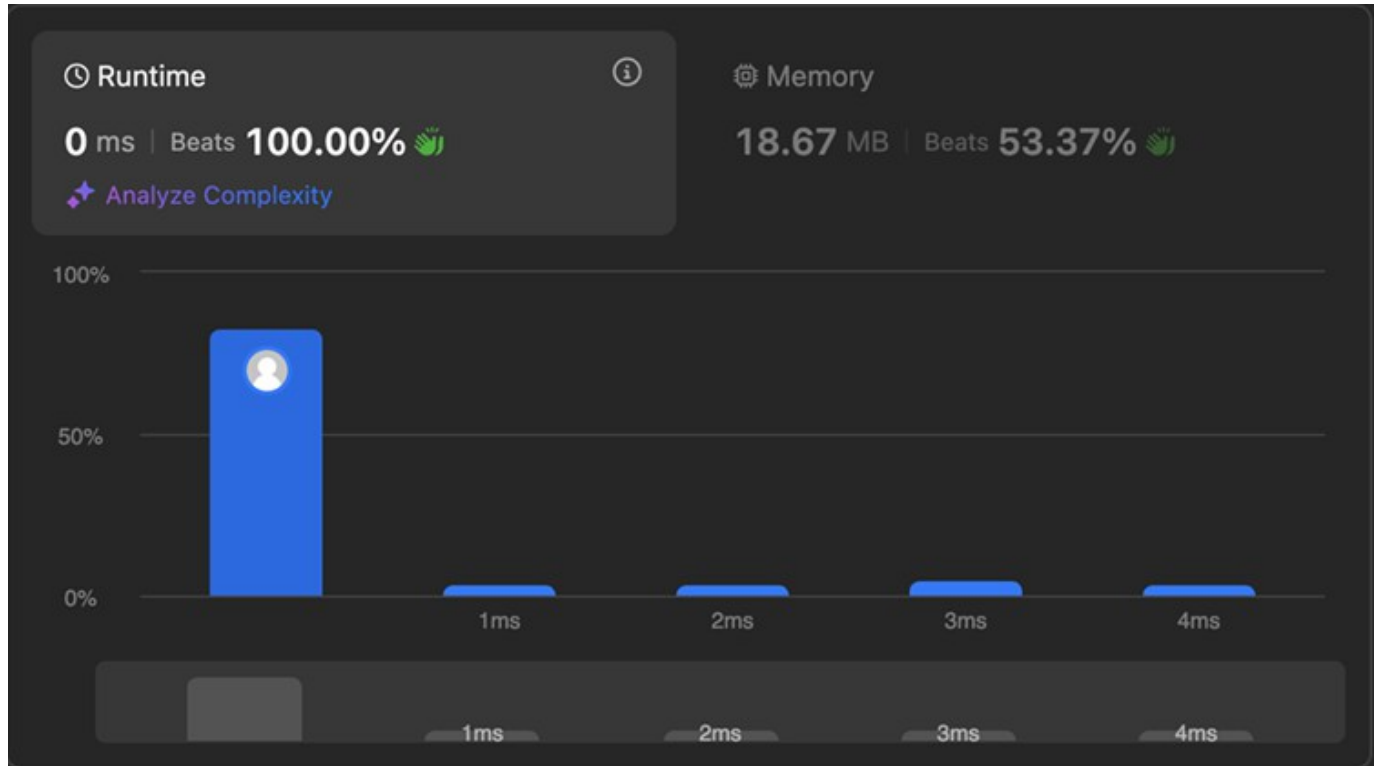 Runtime
0 ms | Beats 100.00%
Analyze Complexity
Memory
18.67 MB | Beats 53.37%
100%
50%
0%
1ms 2ms 3ms 4ms
1ms 2ms 3ms 4ms